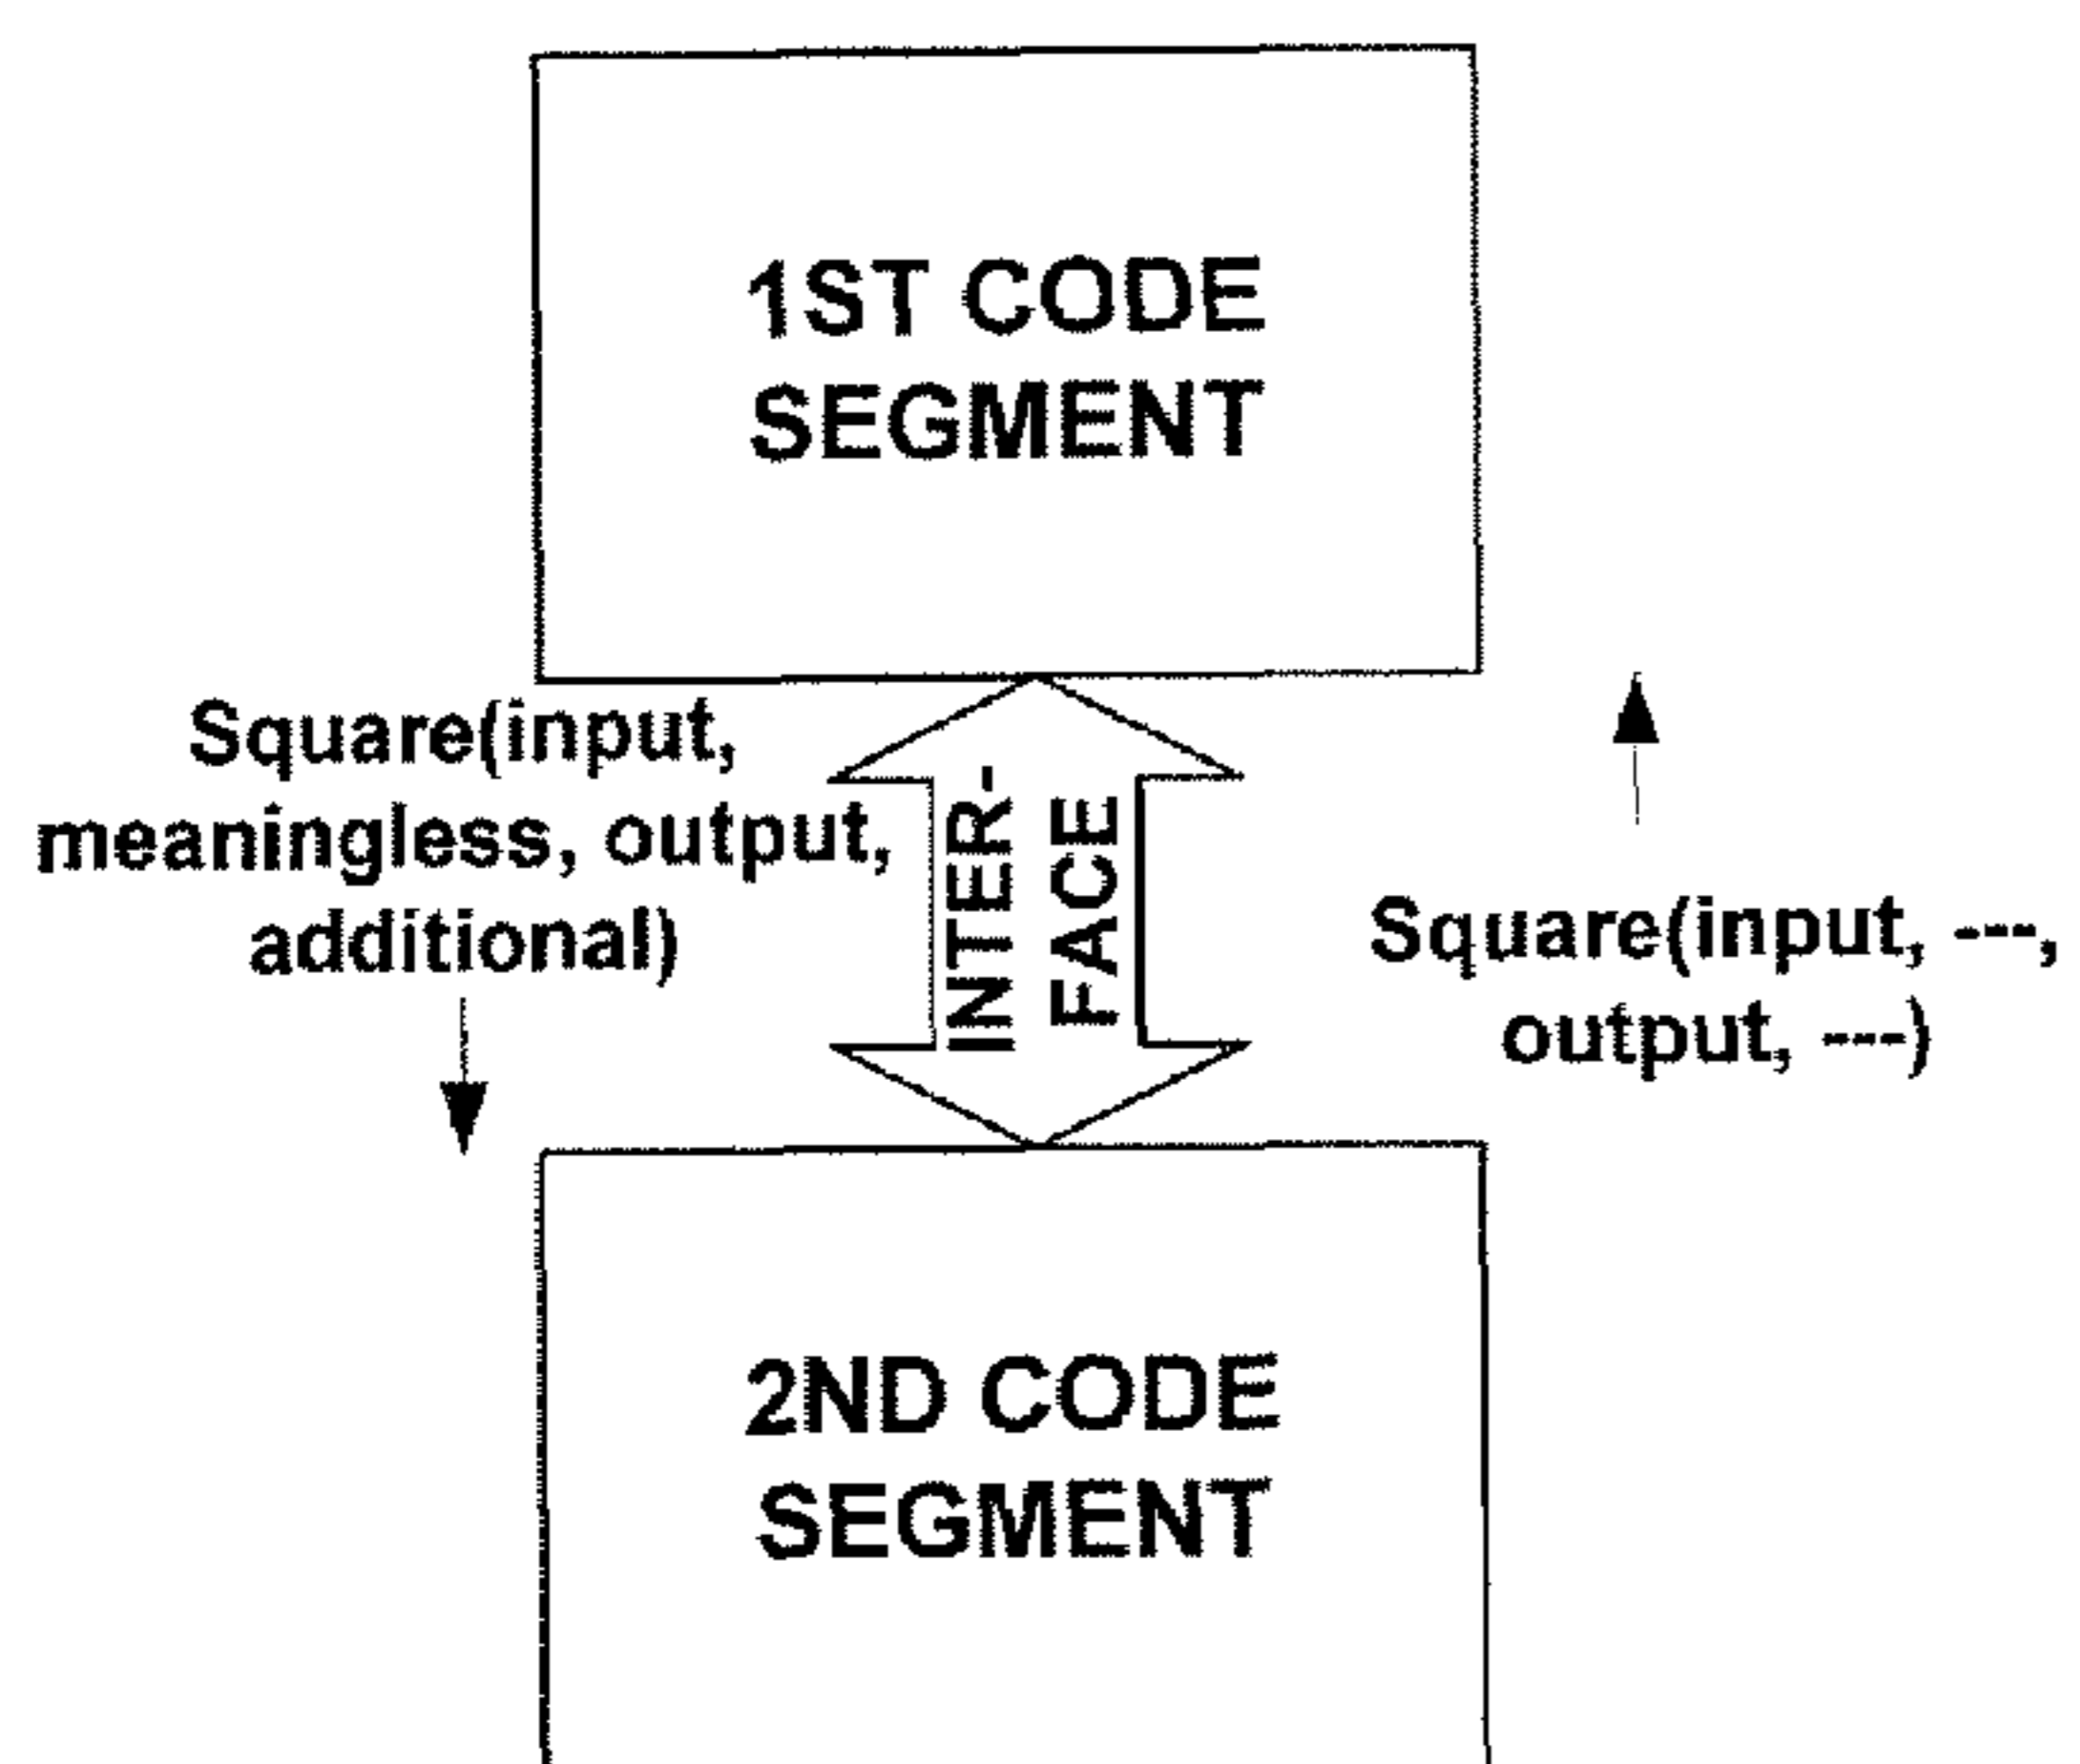 1ST CODE
SEGMENT
Square(input,
meaningless, output,
additional)
INTER-
FACE
Square(input, ---,
output, ---)
2ND CODE
SEGMENT